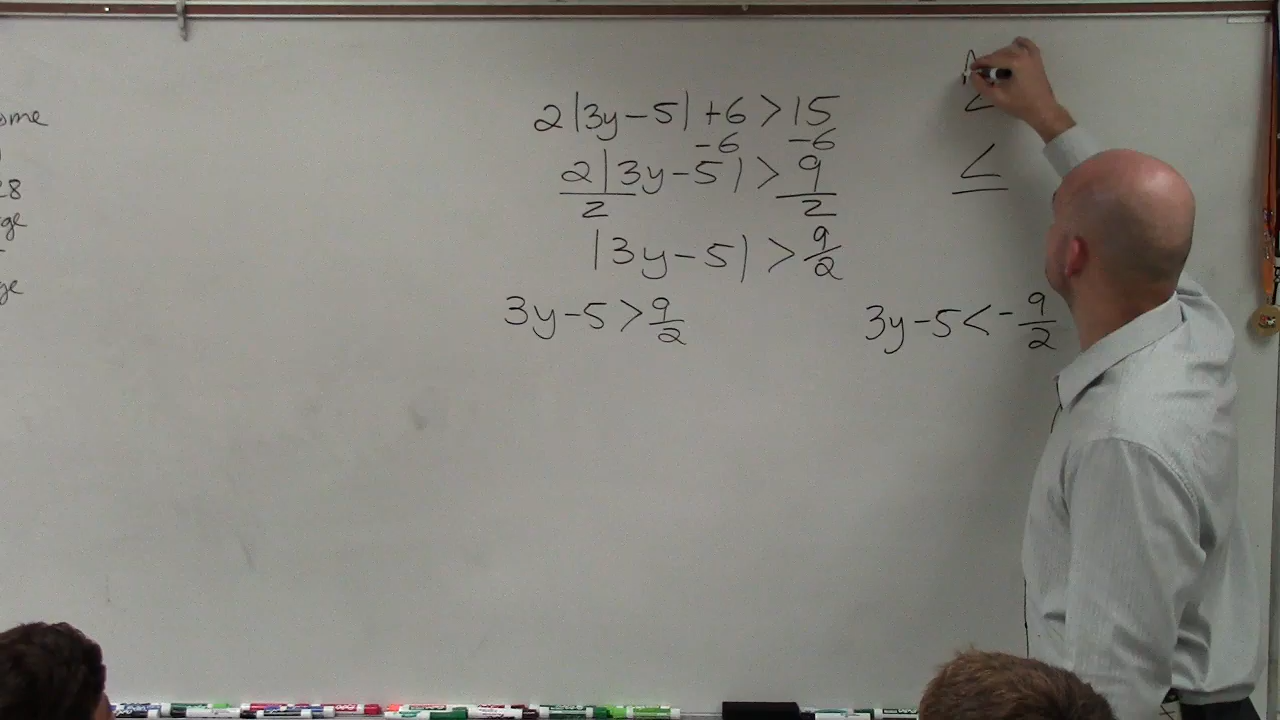 28
2|3y-5|+6>15
-6 -6
2|3y-5|>9
2 2
|3y-5|>9/2
3y-5>9/2
3y-5<-9/2
<
≤